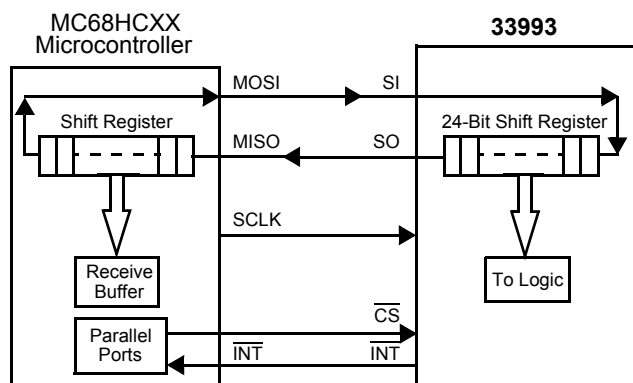 MC68HCXX
Microcontroller
33993
MOSI
SI
Shift Register
24-Bit Shift Register
MISO
SO
SCLK
Receive
Buffer
To Logic
CS
Parallel
Ports
INT
INT